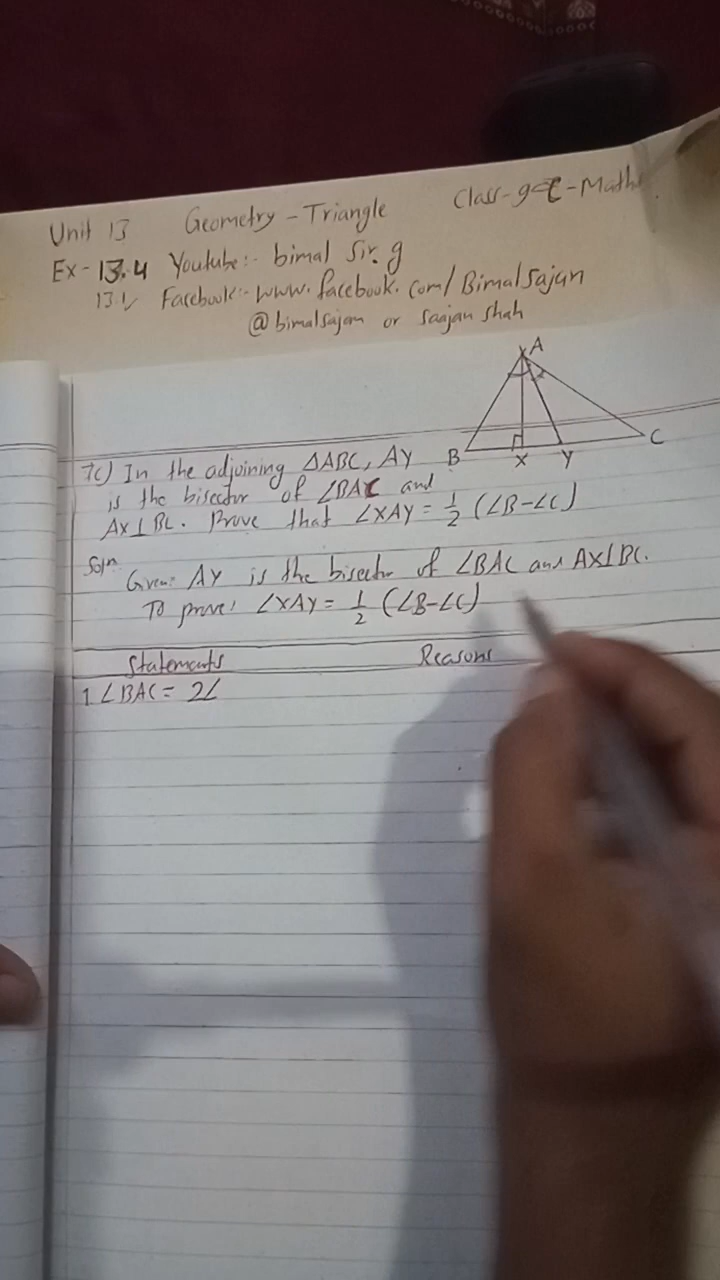 Unit 13 Geometry - Triangle Class - 9 - Maths
Ex - 13.4 Youtube:- bimal sir. g
13.1 Facebook:- www.facebook.com/Bimalsajan
@bimalsajan or saajan shah
A
B X Y C
7c) In the adjoining ΔABC, AY
is the bisector of ∠BAC and
AX⊥BC. Prove that ∠XAY = 1/2 (∠B-∠C)
Soln
Given: AY is the bisector of ∠BAC and AX⊥BC.
To prove: ∠XAY = 1/2 (∠B-∠C)
Statements Reasons
1. ∠BAC = 2∠